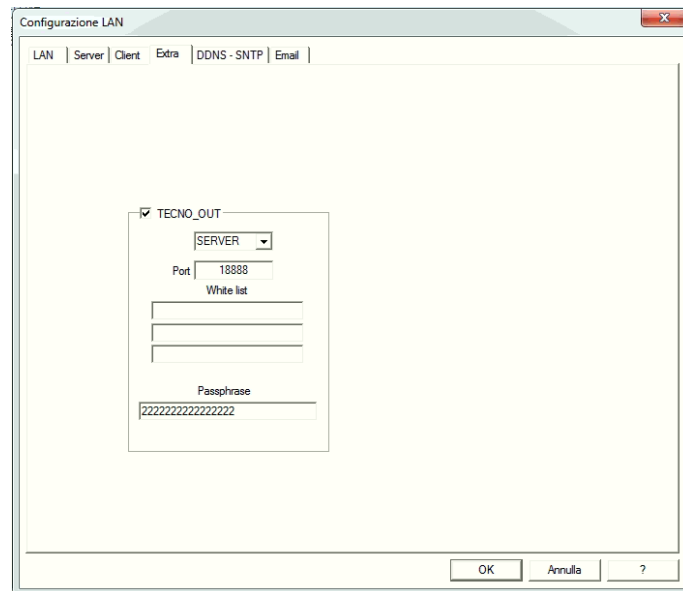 Configurazione LAN
LAN Server Client Extra DDNS - SNTP Email
TECNO_OUT
SERVER
Port 18888
White list
Passphrase
2222222222222222
OK Annulla ?